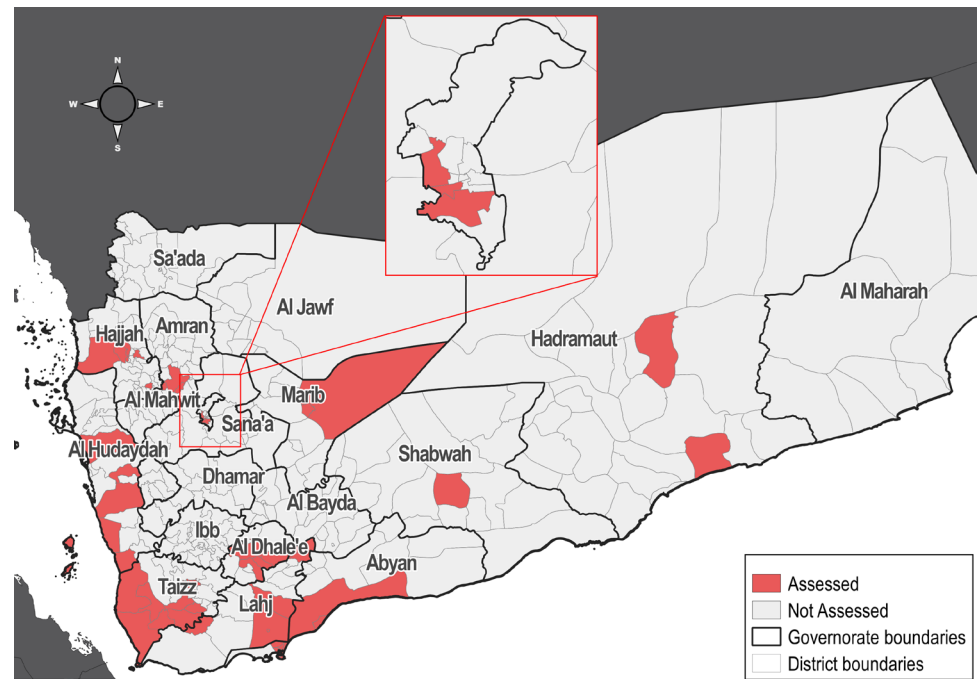 N
W E
S
Sa'ada
Al Jawf
Hajjah
Amran
Al Maharah
Hadramaut
Al Mahwit
Marib
Sana'a
Al Hudaydah
Shabwah
Dhamar
Al Bayda
Ibb
Al Dhale'e
Abyan
Taizz
Lahj
Assessed
Not Assessed
Governorate boundaries
District boundaries